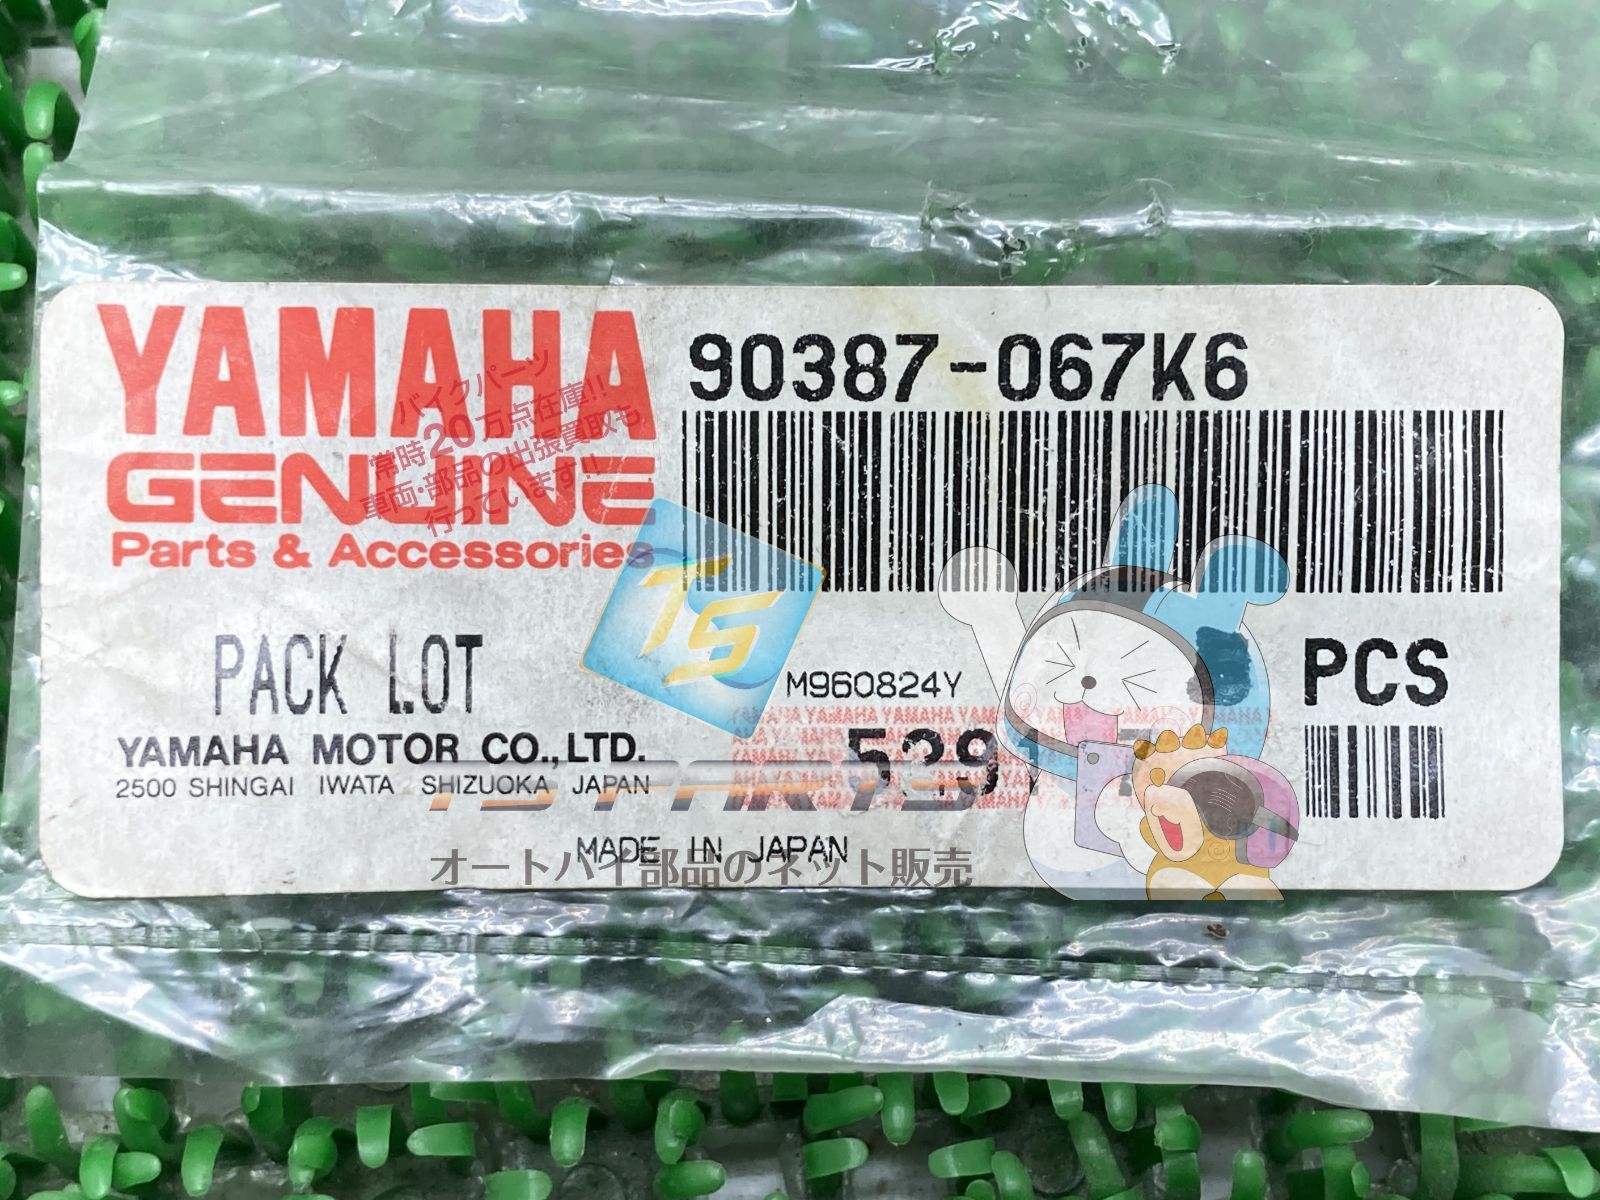 YAMAHA
GENUINE
Parts & Accessories
90387-067K6
バイクパーツ
常時20万点在庫!!
車両・部品の出張買取も
行っています!!
TS
PACK LOT
M960824Y
PCS
YAMAHA MOTOR CO.,LTD.
2500 SHINGAI IWATA SHIZUOKA JAPAN
TS PARTS
MADE IN JAPAN
オートバイ部品のネット販売